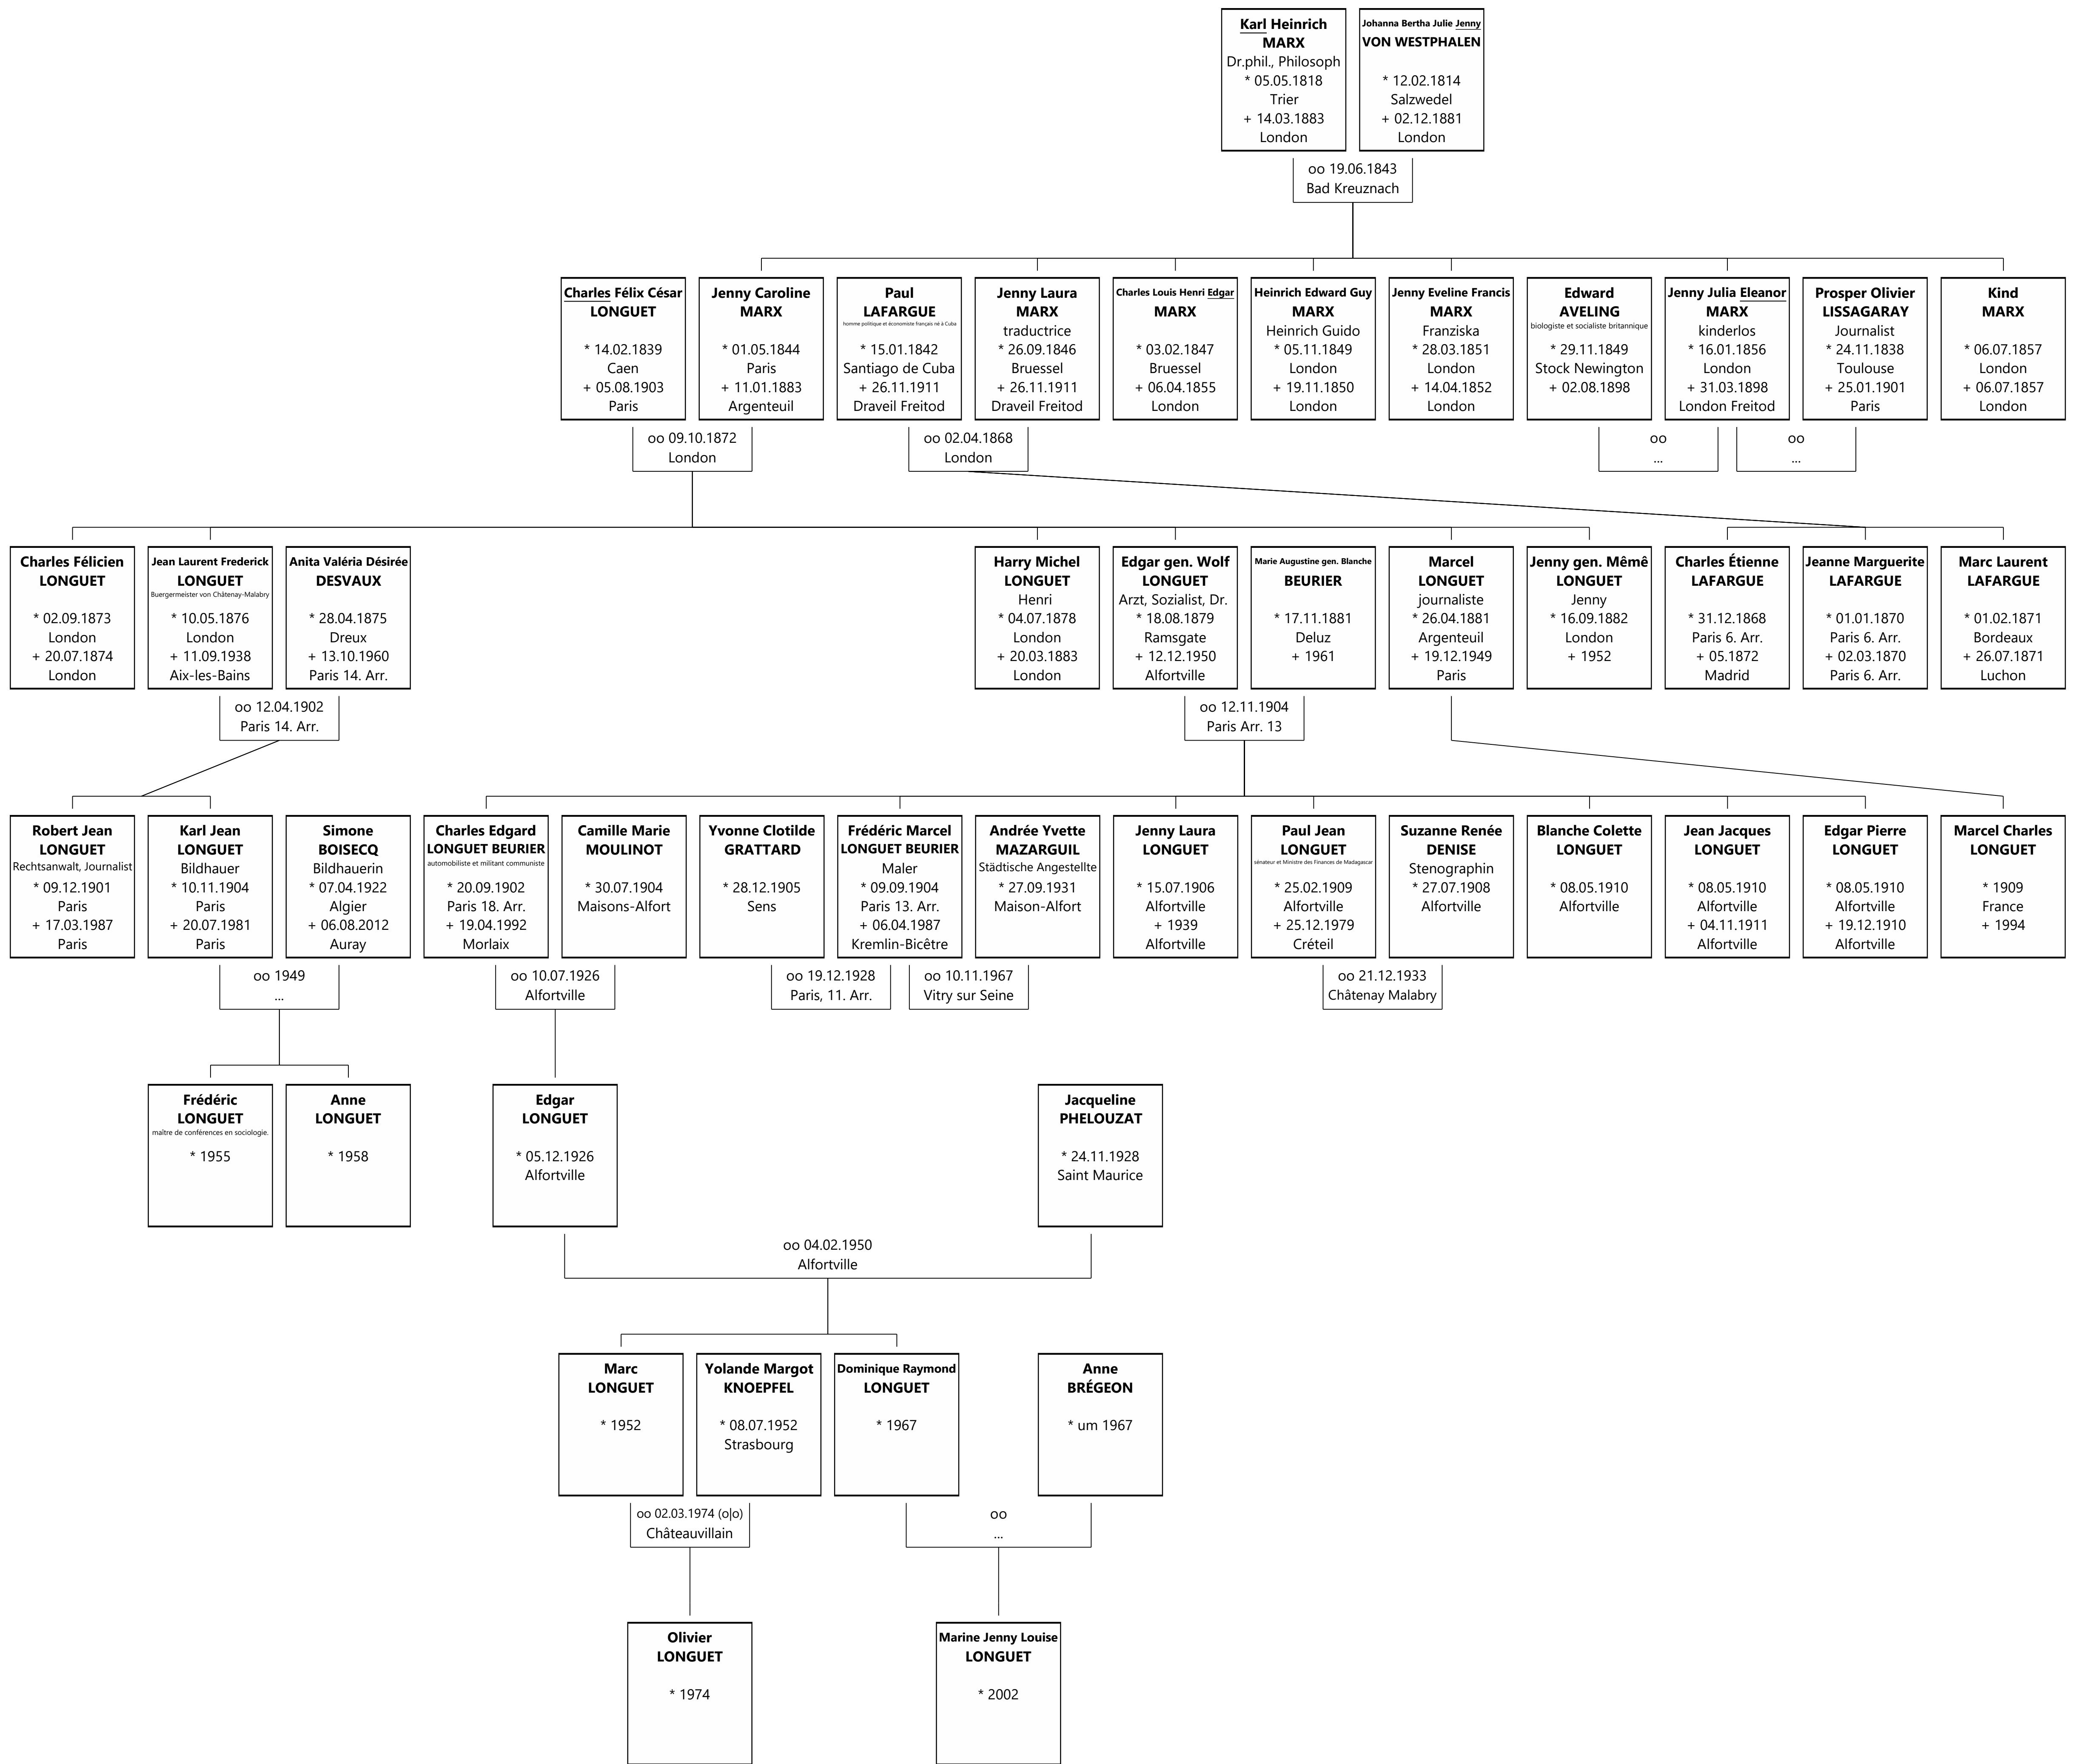 Karl Heinrich
MARX
Dr.phil., Philosoph
* 05.05.1818
Trier
+ 14.03.1883
London
Johanna Bertha Julie Jenny
VON WESTPHALEN
* 12.02.1814
Salzwedel
+ 02.12.1881
London
oo 19.06.1843
Bad Kreuznach
Charles Félix César
LONGUET
* 14.02.1839
Caen
+ 05.08.1903
Paris
Jenny Caroline
MARX
* 01.05.1844
Paris
+ 11.01.1883
Argenteuil
Paul
LAFARGUE
homme politique et économiste français né à Cuba
* 15.01.1842
Santiago de Cuba
+ 26.11.1911
Draveil Freitod
Jenny Laura
MARX
traductrice
* 26.09.1846
Bruessel
+ 26.11.1911
Draveil Freitod
Charles Louis Henri Edgar
MARX
* 03.02.1847
Bruessel
+ 06.04.1855
London
Heinrich Edward Guy
MARX
Heinrich Guido
* 05.11.1849
London
+ 19.11.1850
London
Jenny Eveline Francis
MARX
Franziska
* 28.03.1851
London
+ 14.04.1852
London
Edward
AVELING
biologiste et socialiste britannique
* 29.11.1849
Stock Newington
+ 02.08.1898
Jenny Julia Eleanor
MARX
kinderlos
* 16.01.1856
London
+ 31.03.1898
London Freitod
Prosper Olivier
LISSAGARAY
Journalist
* 24.11.1838
Toulouse
+ 25.01.1901
Paris
Kind
MARX
* 06.07.1857
London
+ 06.07.1857
London
oo 09.10.1872
London
oo 02.04.1868
London
oo
...
oo
...
Charles Félicien
LONGUET
* 02.09.1873
London
+ 20.07.1874
London
Jean Laurent Frederick
LONGUET
Buergermeister von Châtenay-Malabry
* 10.05.1876
London
+ 11.09.1938
Aix-les-Bains
Anita Valéria Désirée
DESVAUX
* 28.04.1875
Dreux
+ 13.10.1960
Paris 14. Arr.
Harry Michel
LONGUET
Henri
* 04.07.1878
London
+ 20.03.1883
London
Edgar gen. Wolf
LONGUET
Arzt, Sozialist, Dr.
* 18.08.1879
Ramsgate
+ 12.12.1950
Alfortville
Marie Augustine gen. Blanche
BEURIER
* 17.11.1881
Deluz
+ 1961
Marcel
LONGUET
journaliste
* 26.04.1881
Argenteuil
+ 19.12.1949
Paris
Jenny gen. Mêmê
LONGUET
Jenny
* 16.09.1882
London
+ 1952
Charles Étienne
LAFARGUE
* 31.12.1868
Paris 6. Arr.
+ 05.1872
Madrid
Jeanne Marguerite
LAFARGUE
* 01.01.1870
Paris 6. Arr.
+ 02.03.1870
Paris 6. Arr.
Marc Laurent
LAFARGUE
* 01.02.1871
Bordeaux
+ 26.07.1871
Luchon
oo 12.04.1902
Paris 14. Arr.
oo 12.11.1904
Paris Arr. 13
Robert Jean
LONGUET
Rechtsanwalt, Journalist
* 09.12.1901
Paris
+ 17.03.1987
Paris
Karl Jean
LONGUET
Bildhauer
* 10.11.1904
Paris
+ 20.07.1981
Paris
Simone
BOISECQ
Bildhauerin
* 07.04.1922
Algier
+ 06.08.2012
Auray
Charles Edgard
LONGUET BEURIER
automobiliste et militant communiste
* 20.09.1902
Paris 18. Arr.
+ 19.04.1992
Morlaix
Camille Marie
MOULINOT
* 30.07.1904
Maisons-Alfort
Yvonne Clotilde
GRATTARD
* 28.12.1905
Sens
Frédéric Marcel
LONGUET BEURIER
Maler
* 09.09.1904
Paris 13. Arr.
+ 06.04.1987
Kremlin-Bicêtre
Andrée Yvette
MAZARGUIL
Städtische Angestellte
* 27.09.1931
Maison-Alfort
Jenny Laura
LONGUET
* 15.07.1906
Alfortville
+ 1939
Alfortville
Paul Jean
LONGUET
sénateur et Ministre des Finances de Madagascar
* 25.02.1909
Alfortville
+ 25.12.1979
Créteil
Suzanne Renée
DENISE
Stenographin
* 27.07.1908
Alfortville
Blanche Colette
LONGUET
* 08.05.1910
Alfortville
Jean Jacques
LONGUET
* 08.05.1910
Alfortville
+ 04.11.1911
Alfortville
Edgar Pierre
LONGUET
* 08.05.1910
Alfortville
+ 19.12.1910
Alfortville
Marcel Charles
LONGUET
* 1909
France
+ 1994
oo 1949
...
oo 10.07.1926
Alfortville
oo 19.12.1928
Paris, 11. Arr.
oo 10.11.1967
Vitry sur Seine
oo 21.12.1933
Châtenay Malabry
Frédéric
LONGUET
maître de conférences en sociologie.
* 1955
Anne
LONGUET
* 1958
Edgar
LONGUET
* 05.12.1926
Alfortville
Jacqueline
PHELOUZAT
* 24.11.1928
Saint Maurice
oo 04.02.1950
Alfortville
Marc
LONGUET
* 1952
Yolande Margot
KNOEPFEL
* 08.07.1952
Strasbourg
Dominique Raymond
LONGUET
* 1967
Anne
BRÉGEON
* um 1967
oo 02.03.1974 (o|o)
Châteauvillain
oo
...
Olivier
LONGUET
* 1974
Marine Jenny Louise
LONGUET
* 2002